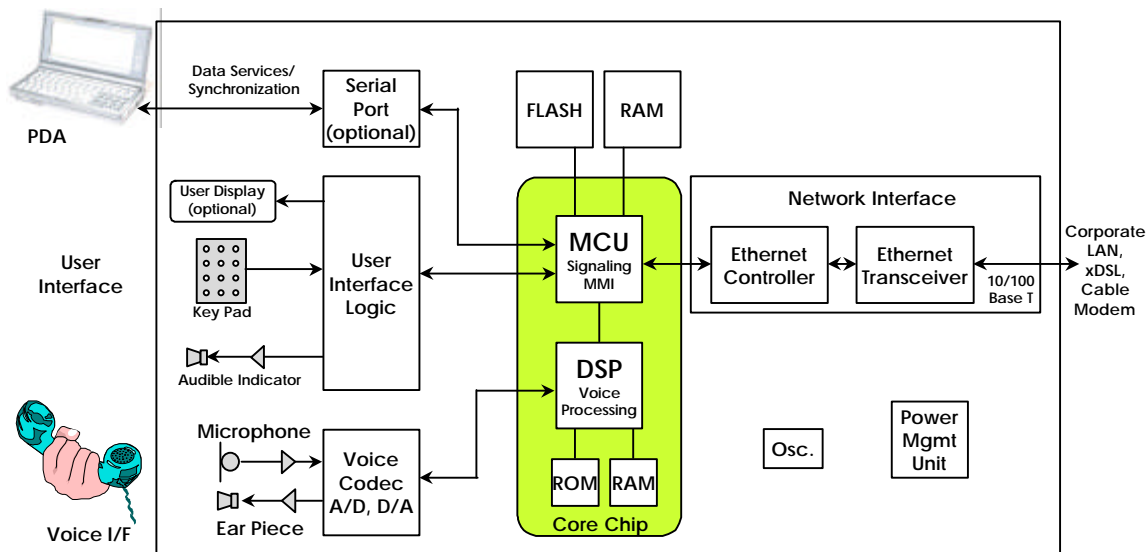 PDA
Data Services/
Synchronization
Serial
Port
(optional)
FLASH
RAM
User
Interface
User Display
(optional)
Key Pad
Audible Indicator
User
Interface
Logic
MCU
Signaling
MMI
Network Interface
Ethernet
Controller
Ethernet
Transceiver
10/100
Base T
Corporate
LAN,
xDSL,
Cable
Modem
DSP
Voice
Processing
ROM
RAM
Core Chip
Voice I/F
Microphone
Ear Piece
Voice
Codec
A/D, D/A
Osc.
Power
Mgmt
Unit